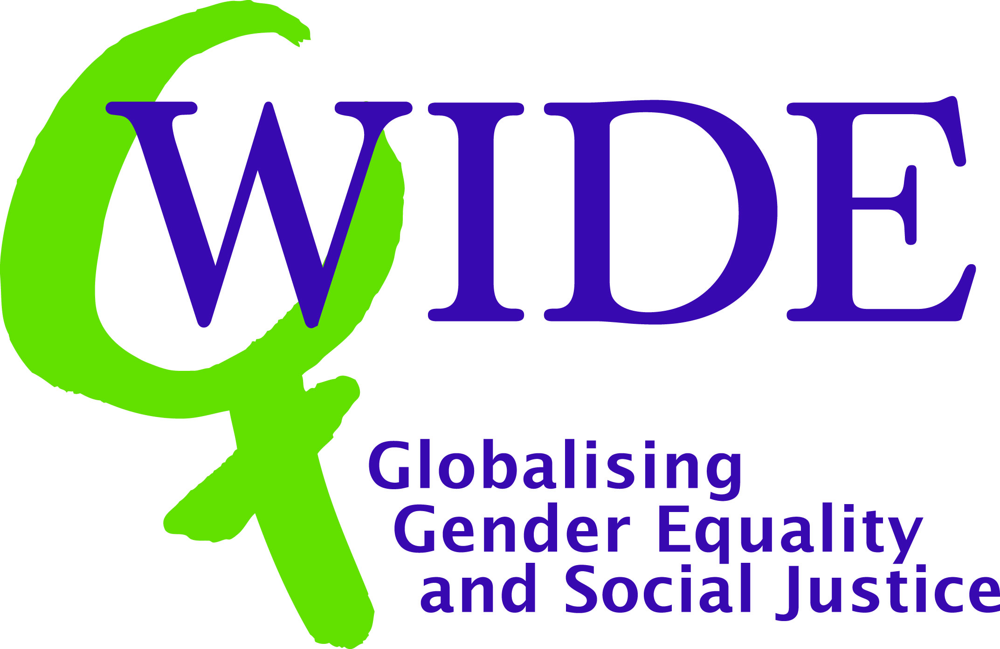 WIDE
Globalising
Gender Equality
and Social Justice